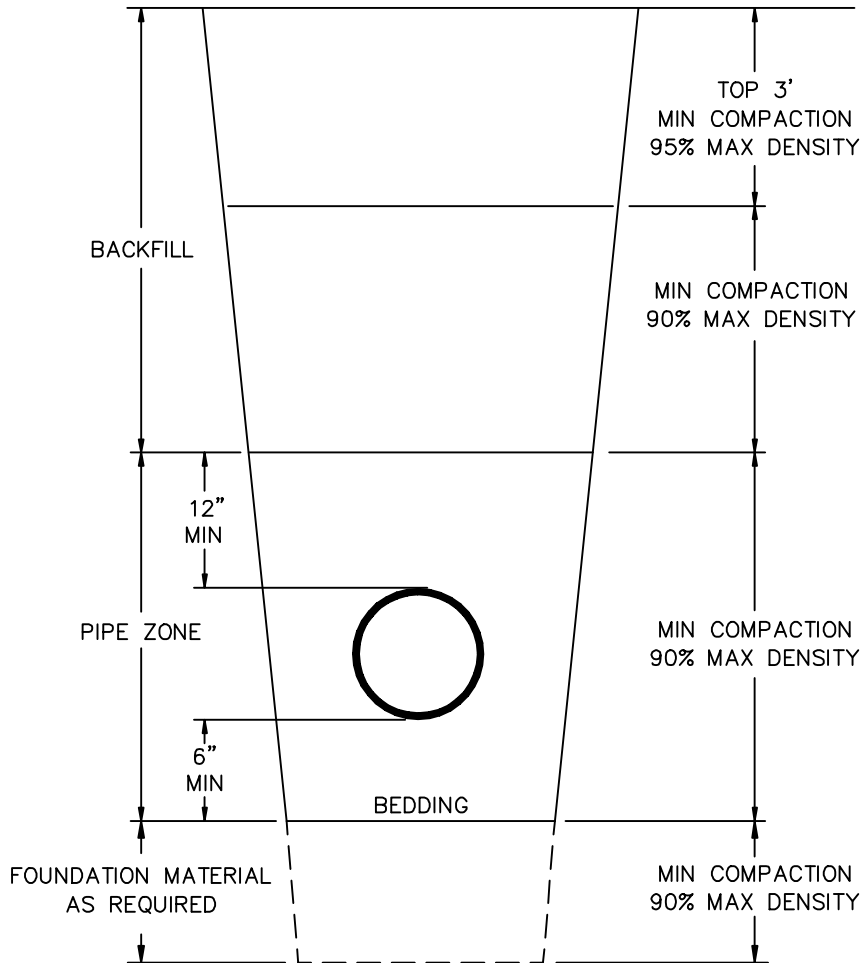 TOP 3'
MIN COMPACTION
95% MAX DENSITY
BACKFILL
MIN COMPACTION
90% MAX DENSITY
12”
MIN
PIPE ZONE
MIN COMPACTION
90% MAX DENSITY
6”
MIN
BEDDING
FOUNDATION MATERIAL
AS REQUIRED
MIN COMPACTION
90% MAX DENSITY